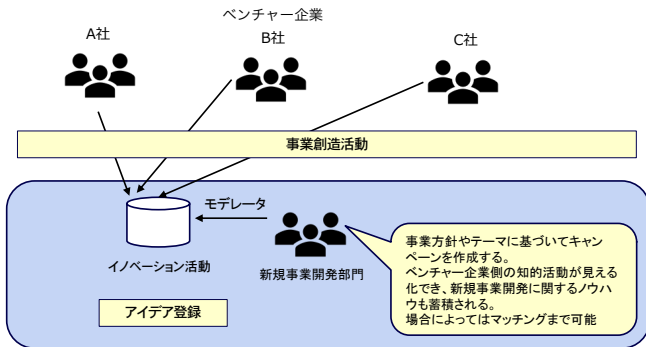 ベンチャー企業
A社
B社
C社
事業創造活動
モデレータ
イノベーション活動
新規事業開発部門
アイデア登録
事業方針やテーマに基づいてキャン
ペーンを作成する。
ベンチャー企業側の知的活動が見える
化でき、新規事業開発に関するノウハ
ウも蓄積される。
場合によってはマッチングまで可能